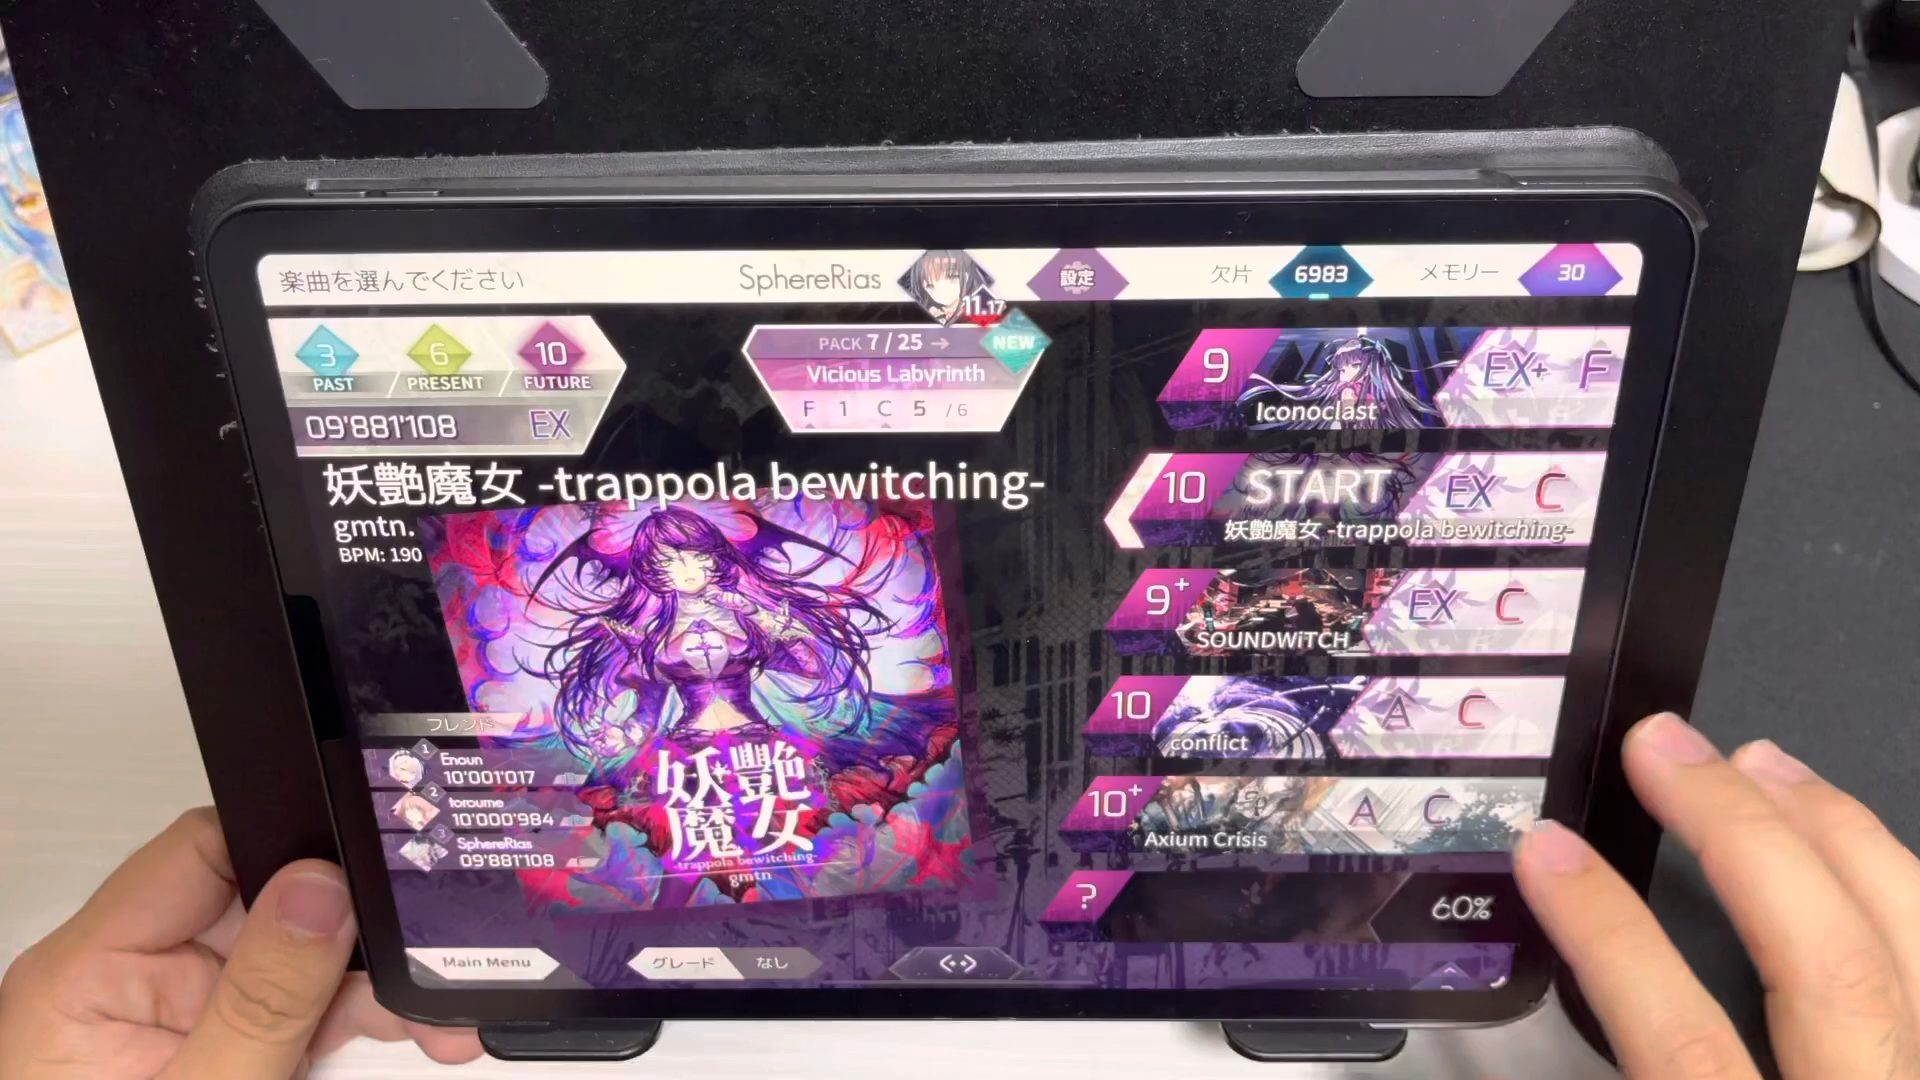 楽曲を選んでください
SphereRias
11.17
設定
欠片
6983
メモリー
30
3
PAST
6
PRESENT
10
FUTURE
09'881'108
EX
PACK 7 / 25 →
NEW
Vicious Labyrinth
F 1 C 5 / 6
妖艶魔女 -trappola bewitching-
gmtn.
BPM: 190
9
Iconoclast
EX+ F
10
START
EX C
妖艶魔女 -trappola bewitching-
9+
SOUNDWiTCH
EX C
10
conflict
A C
10+
Axium Crisis
A C
?
60%
フレンド
1
Enoun
10'001'017
2
toroume
10'000'984
3
SphereRias
09'881'108
妖艶
魔女
-trappola bewitching-
gmtn
Main Menu
グレード
なし